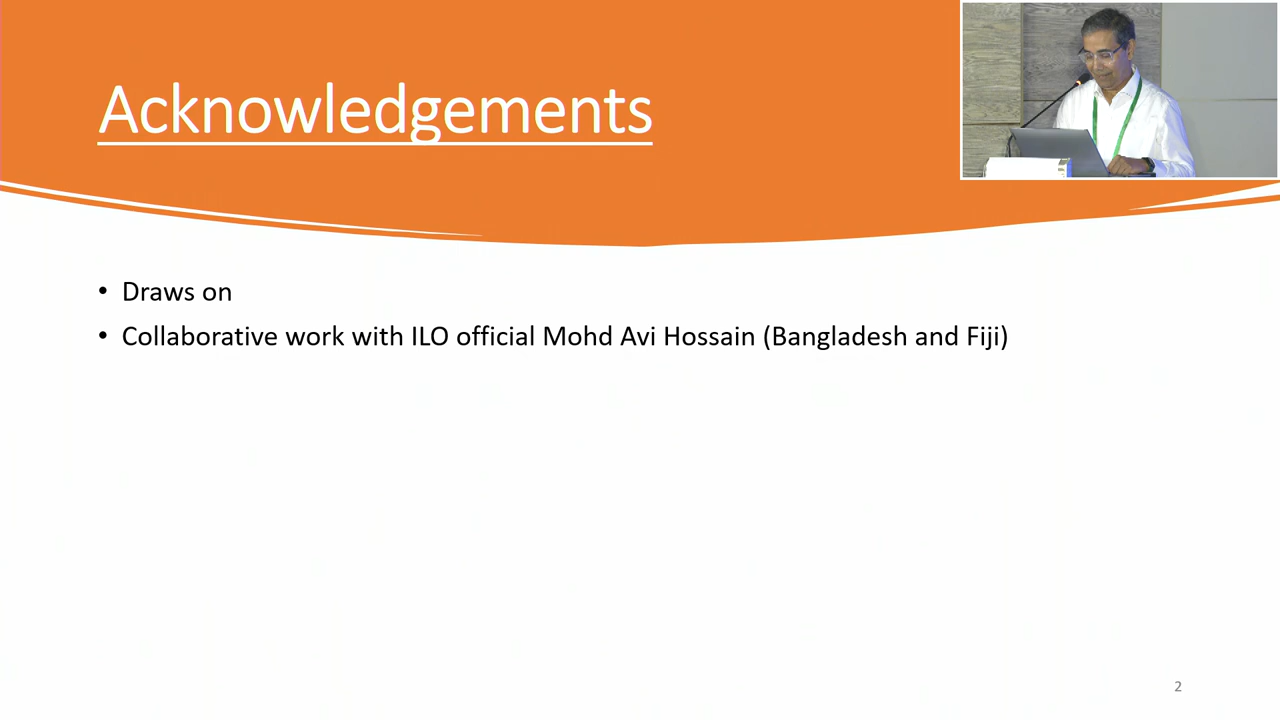 Acknowledgements
• Draws on
• Collaborative work with ILO official Mohd Avi Hossain (Bangladesh and Fiji)
2